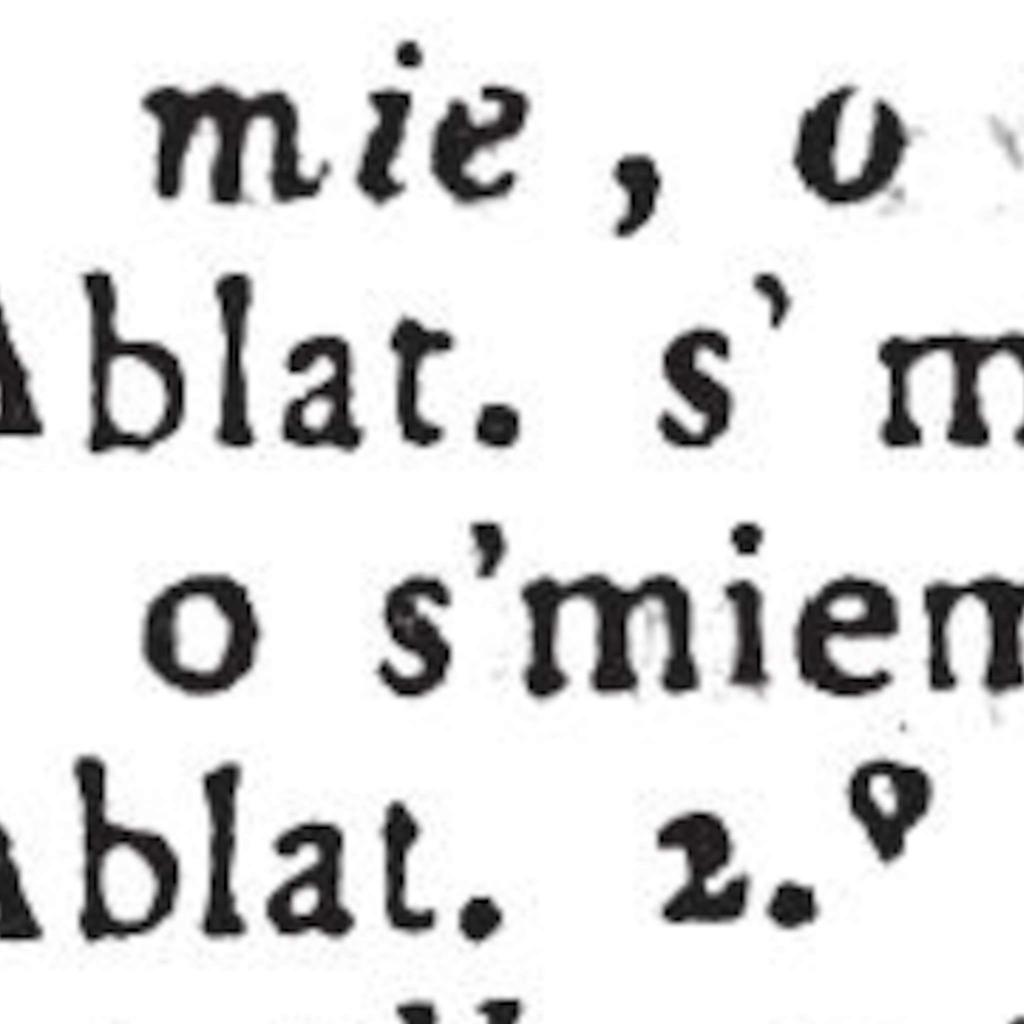 mie, o
Ablat. s' m
o s'mien
Ablat. 2.º